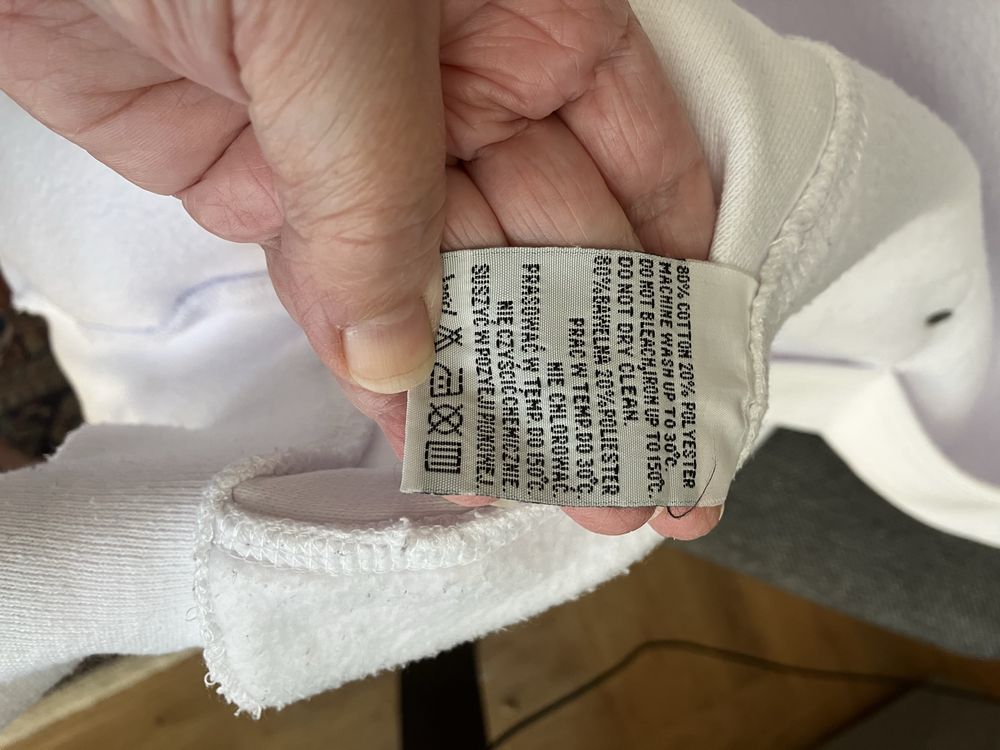 80% COTTON 20% POLYESTER
MACHINE WASH UP TO 30°C.
DO NOT BLEACH,IRON UP TO 150°C.
DO NOT DRY CLEAN.
80%BAWEŁNA 20%POLIESTER
PRAĆ W TEMP.DO 30°C.
NIE CHLOROWAĆ.
PRASOWAĆ W TEMP.DO 150°C
NIE CZYŚCIĆ CHEMICZNIE
SUSZYĆ W POZYCJI PIONOWEJ.